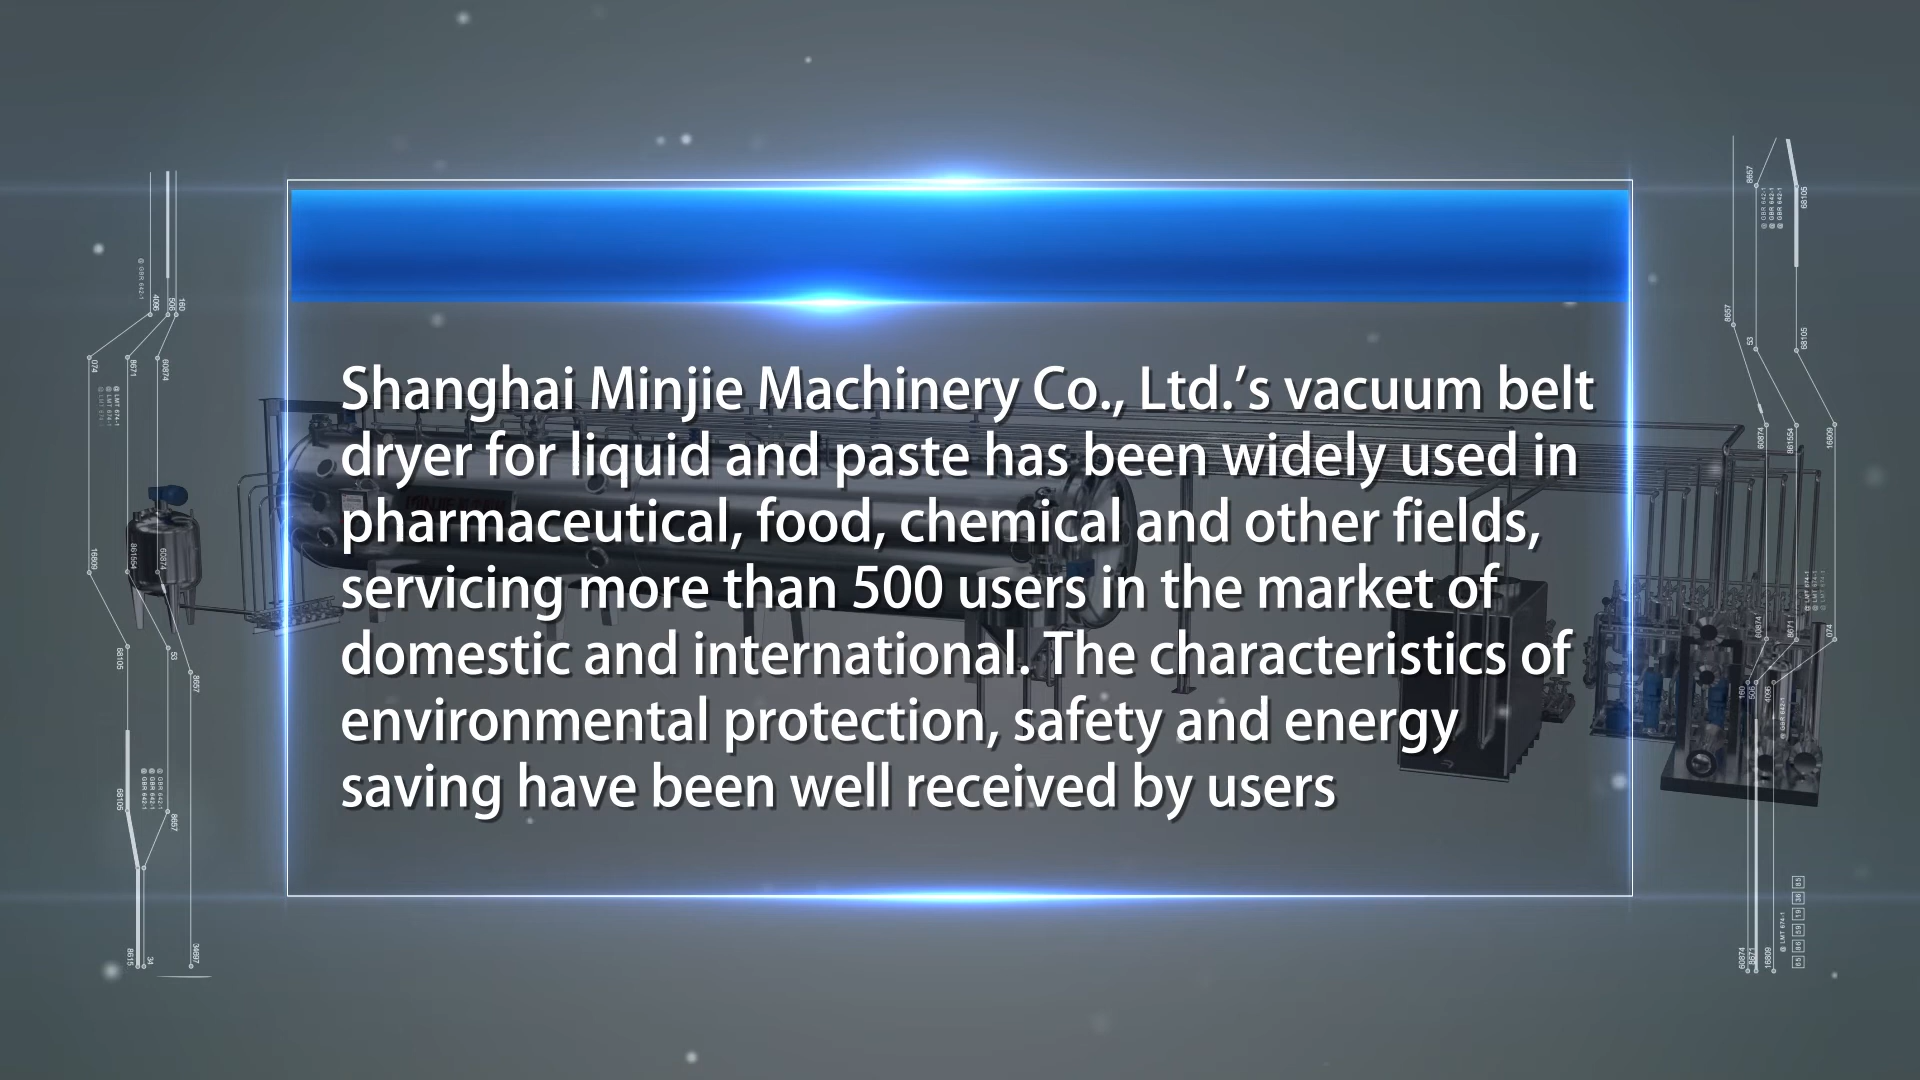 Shanghai Minjie Machinery Co., Ltd.'s vacuum belt
dryer for liquid and paste has been widely used in
pharmaceutical, food, chemical and other fields,
servicing more than 500 users in the market of
domestic and international. The characteristics of
environmental protection, safety and energy
saving have been well received by users